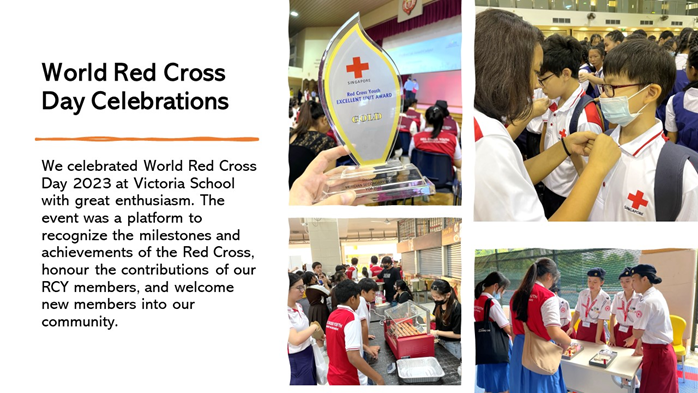 World Red Cross
Day Celebrations
We celebrated World Red Cross
Day 2023 at Victoria School
with great enthusiasm. The
event was a platform to
recognize the milestones and
achievements of the Red Cross,
honour the contributions of our
RCY members, and welcome
new members into our
community.
SINGAPORE
Red Cross Youth
EXCELLENT UNIT AWARD
GOLD
SINGAPORE